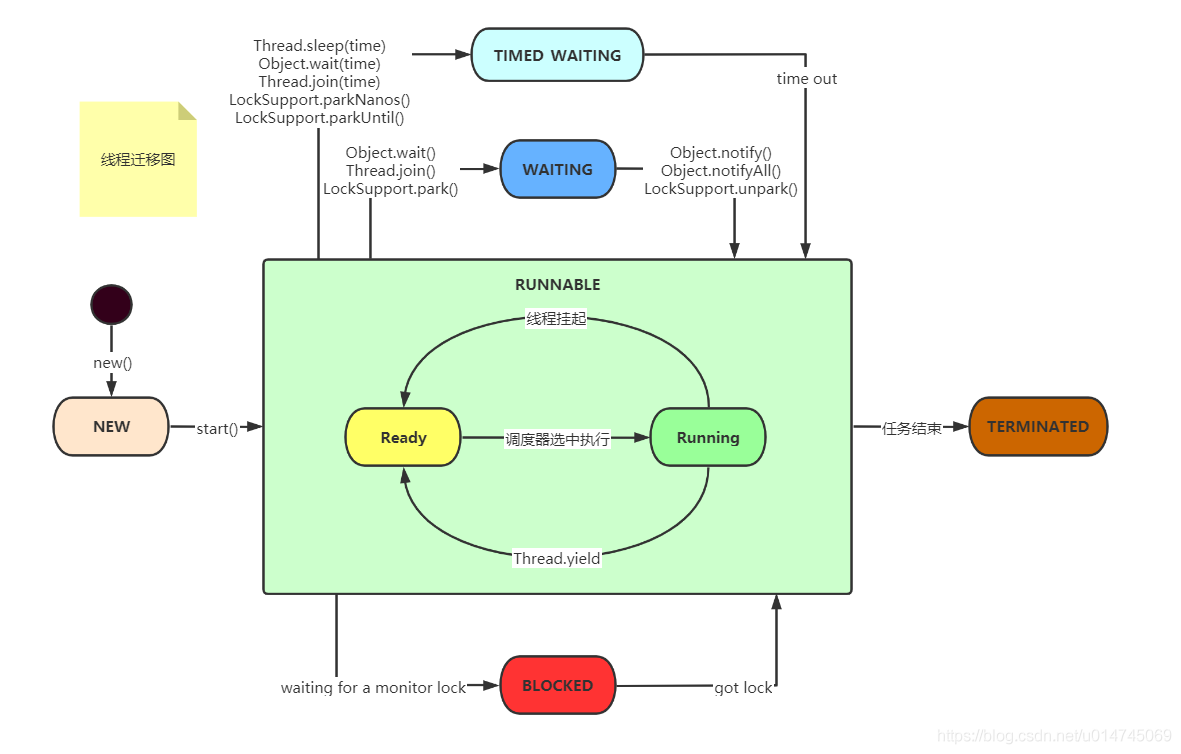 Thread.sleep(time)
Object.wait(time)
Thread.join(time)
LockSupport.parkNanos()
LockSupport.parkUntil()
TIMED WAITING
time out
线程迁移图
Object.wait()
Thread.join()
LockSupport.park()
WAITING
Object.notify()
Object.notifyAll()
LockSupport.unpark()
RUNNABLE
线程挂起
new()
NEW
start()
Ready
调度器选中执行
Running
任务结束
TERMINATED
Thread.yield
waiting for a monitor lock
BLOCKED
got lock
https://blog.csdn.net/u014745069